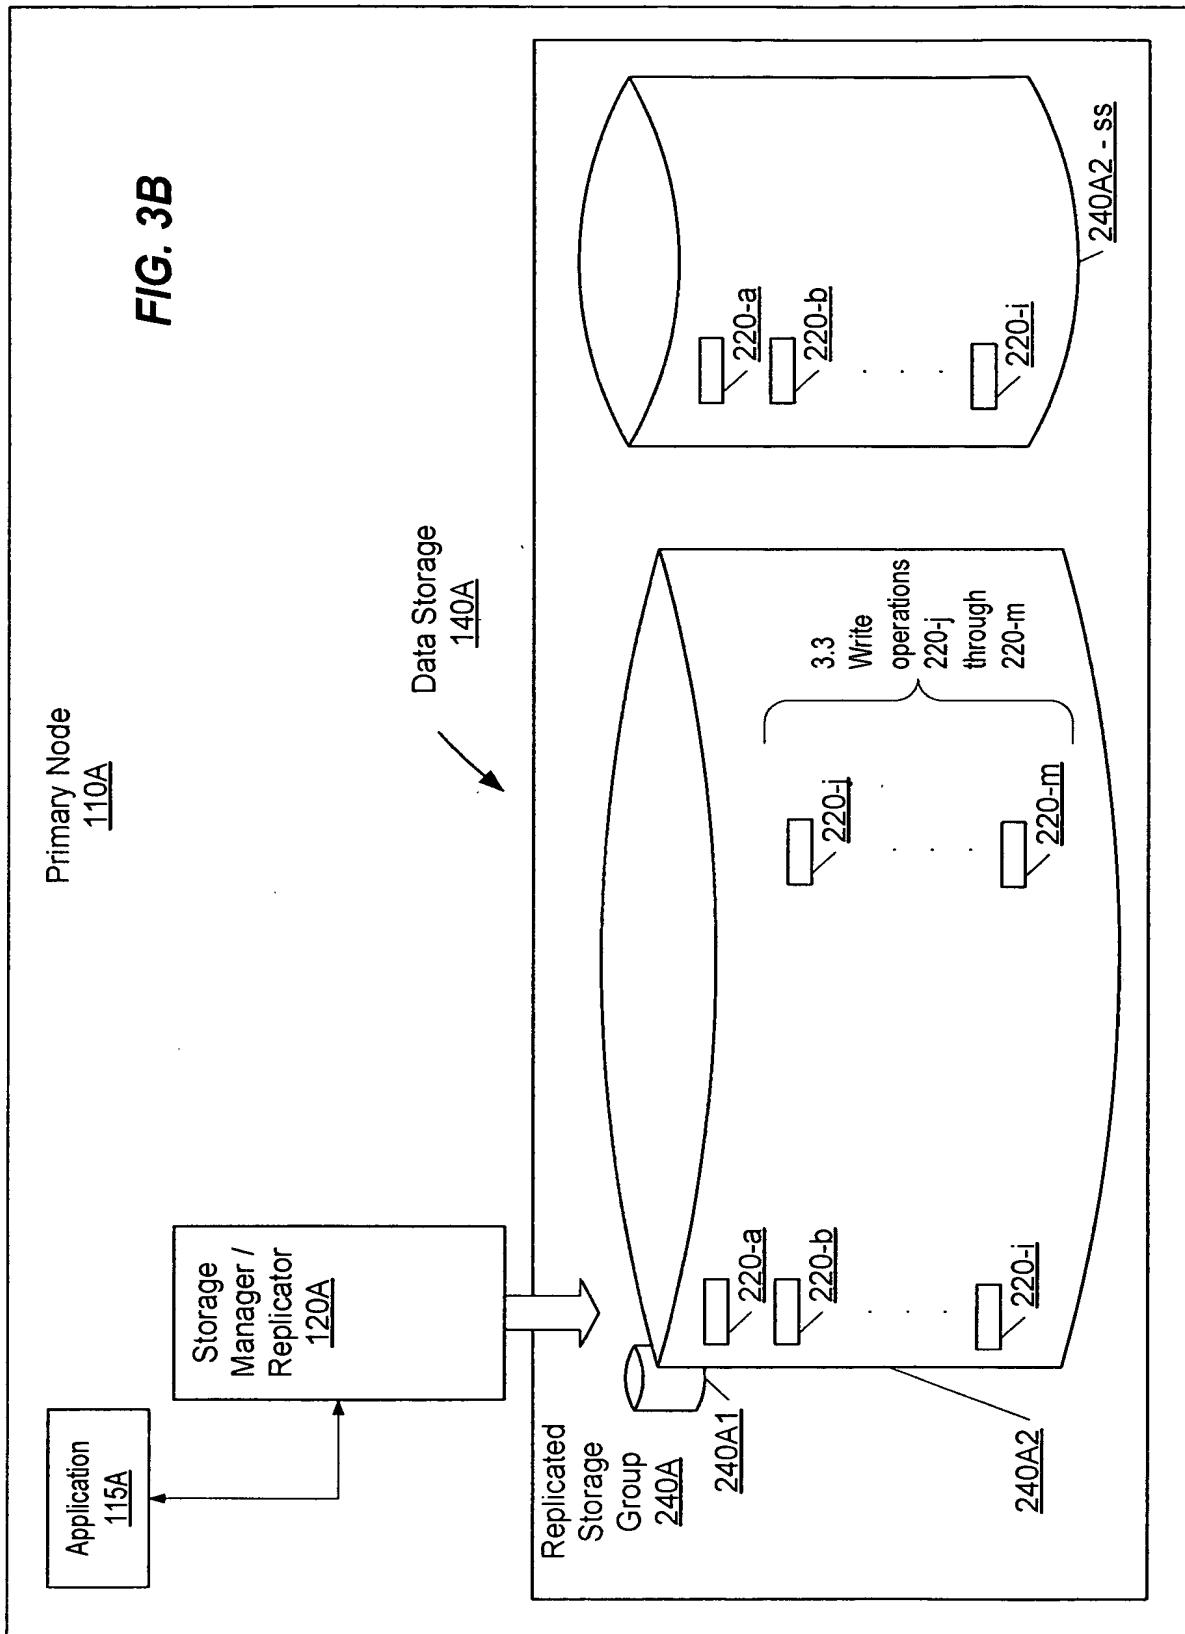 Primary Node
110A
FIG. 3B
Application
115A
Storage
Manager /
Replicator
120A
Data Storage
140A
Replicated
Storage
Group
240A
240A1
240A2
220-a
220-b
. . . .
220-i
220-j
. . . .
220-m
3.3
Write
operations
220-j
through
220-m
220-a
220-b
. . . .
220-i
240A2 - ss